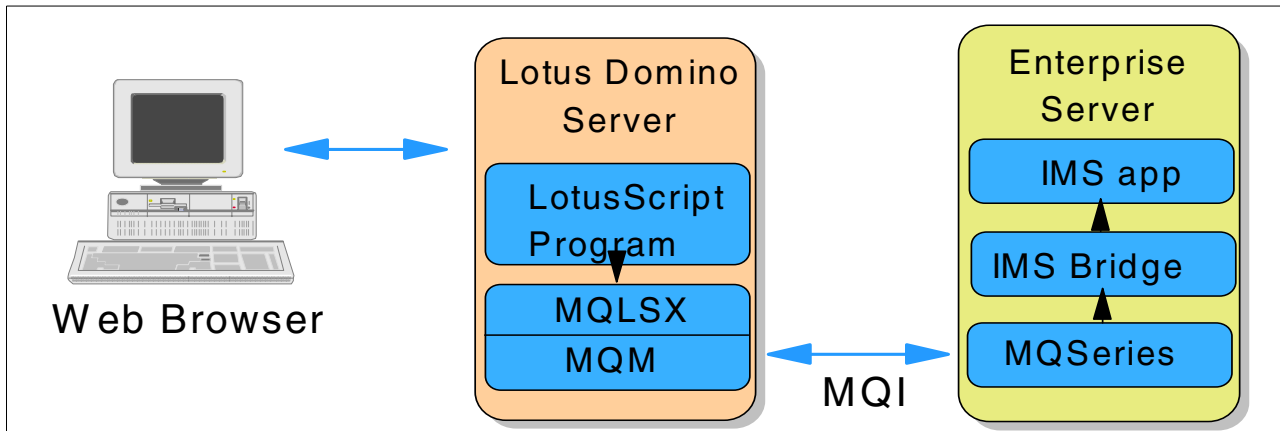 Web Browser
Lotus Domino
Server
LotusScript
Program
MQLSX
MQM
MQI
Enterprise
Server
IMS app
IMS Bridge
MQSeries